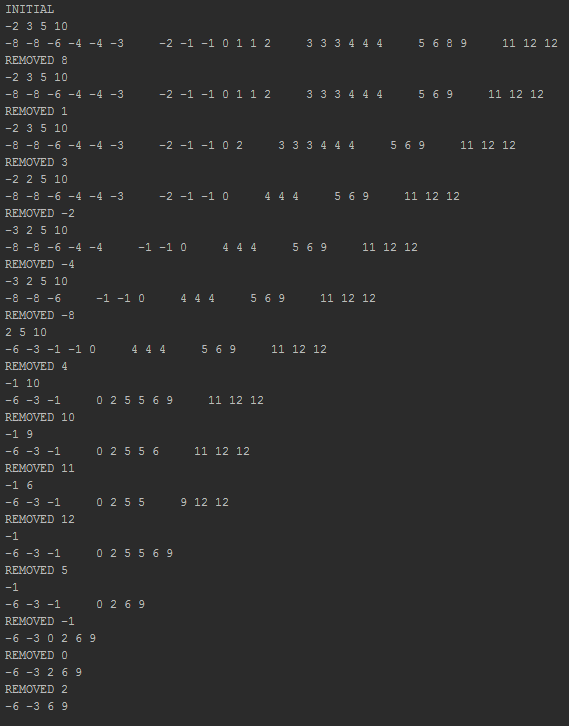 INITIAL
-2 3 5 10
-8 -8 -6 -4 -4 -3     -2 -1 -1 0 1 1 2     3 3 3 4 4 4     5 6 8 9     11 12 12
REMOVED 8
-2 3 5 10
-8 -8 -6 -4 -4 -3     -2 -1 -1 0 1 1 2     3 3 3 4 4 4     5 6 9     11 12 12
REMOVED 1
-2 3 5 10
-8 -8 -6 -4 -4 -3     -2 -1 -1 0 2     3 3 3 4 4 4     5 6 9     11 12 12
REMOVED 3
-2 2 5 10
-8 -8 -6 -4 -4 -3     -2 -1 -1 0     4 4 4     5 6 9     11 12 12
REMOVED -2
-3 2 5 10
-8 -8 -6 -4 -4     -1 -1 0     4 4 4     5 6 9     11 12 12
REMOVED -4
-3 2 5 10
-8 -8 -6     -1 -1 0     4 4 4     5 6 9     11 12 12
REMOVED -8
2 5 10
-6 -3 -1 -1 0     4 4 4     5 6 9     11 12 12
REMOVED 4
-1 10
-6 -3 -1     0 2 5 5 6 9     11 12 12
REMOVED 10
-1 9
-6 -3 -1     0 2 5 5 6     11 12 12
REMOVED 11
-1 6
-6 -3 -1     0 2 5 5     9 12 12
REMOVED 12
-1
-6 -3 -1     0 2 5 5 6 9
REMOVED 5
-1
-6 -3 -1     0 2 6 9
REMOVED -1
-6 -3 0 2 6 9
REMOVED 0
-6 -3 2 6 9
REMOVED 2
-6 -3 6 9